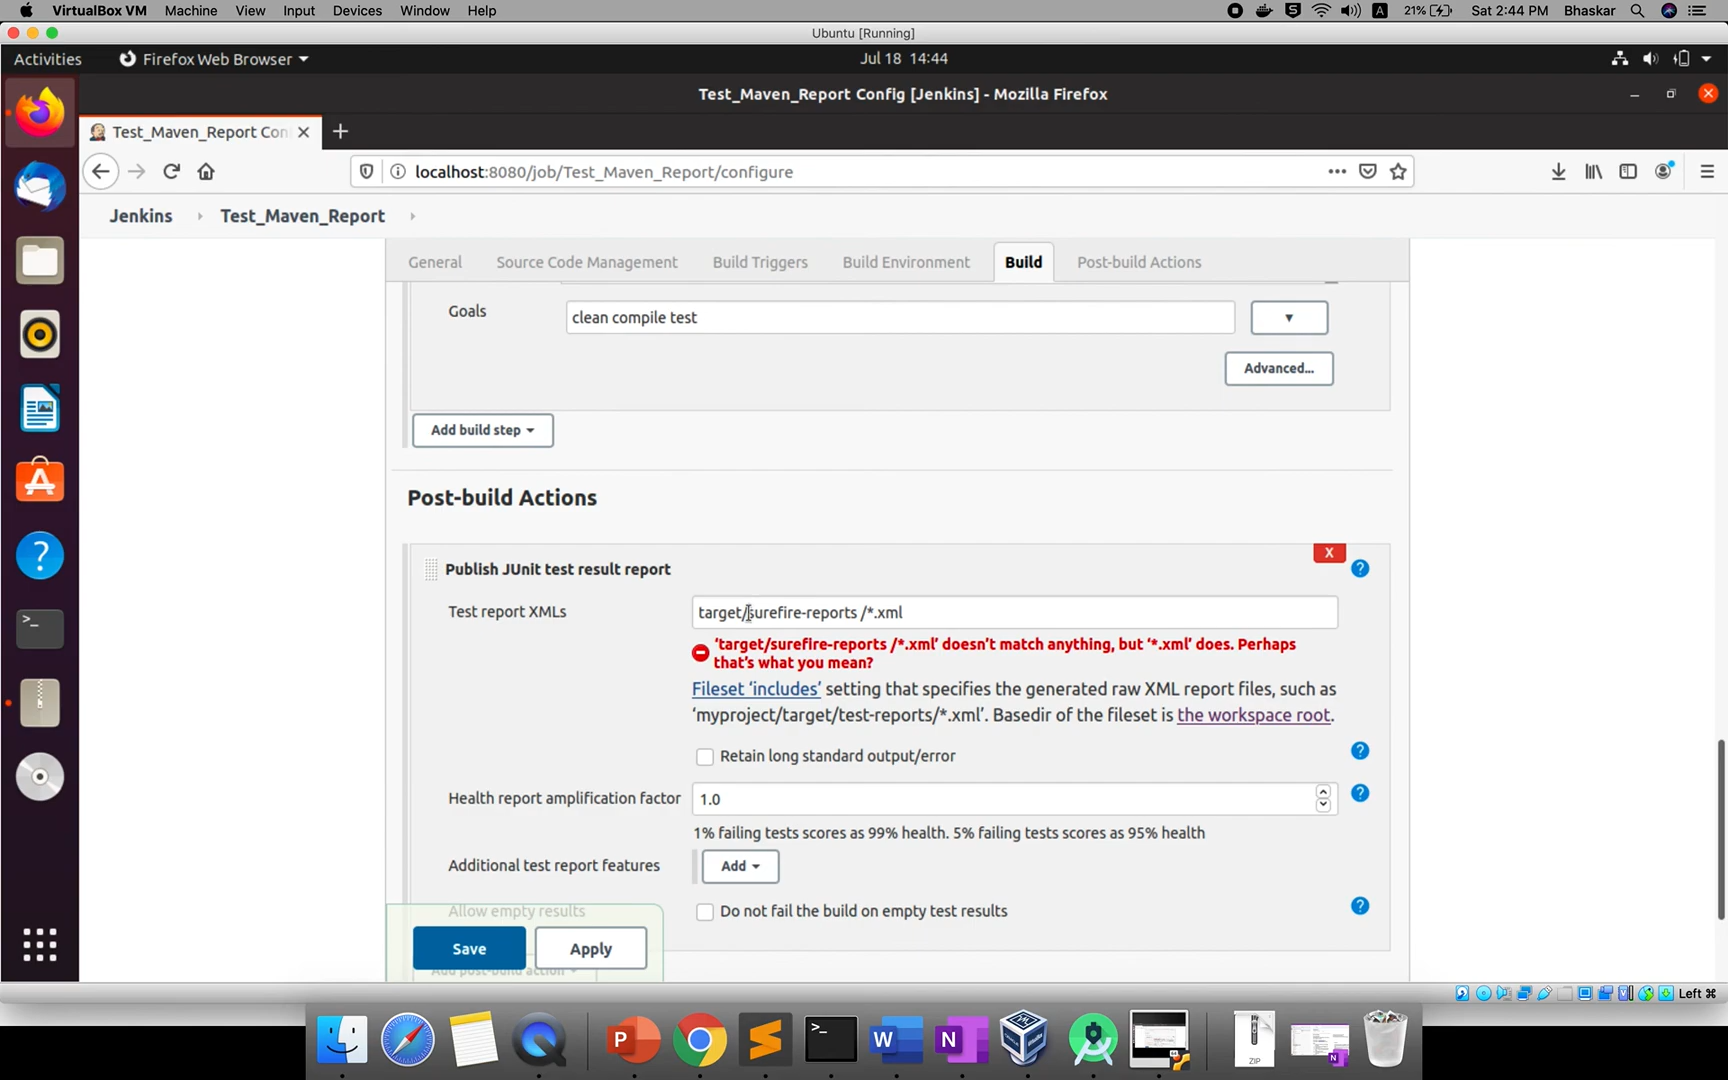 VirtualBox VM Machine View Input Devices Window Help
A 21% Sat 2:44 PM Bhaskar
Ubuntu [Running]
Activities Firefox Web Browser Jul 18 14:44
Test_Maven_Report Config [Jenkins] - Mozilla Firefox
Test_Maven_Report Con
localhost:8080/job/Test_Maven_Report/configure
Jenkins Test_Maven_Report
General Source Code Management Build Triggers Build Environment Build Post-build Actions
Goals clean compile test
Advanced...
Add build step
Post-build Actions
X
Publish JUnit test result report
Test report XMLs target/surefire-reports /*.xml
‘target/surefire-reports /*.xml’ doesn’t match anything, but ‘*.xml’ does. Perhaps
that’s what you mean?
Fileset ‘includes’ setting that specifies the generated raw XML report files, such as
‘myproject/target/test-reports/*.xml’. Basedir of the fileset is the workspace root.
Retain long standard output/error
Health report amplification factor 1.0
1% failing tests scores as 99% health. 5% failing tests scores as 95% health
Additional test report features Add
Allow empty results Do not fail the build on empty test results
Save Apply
Add post-build action
Left ⌘
ZIP